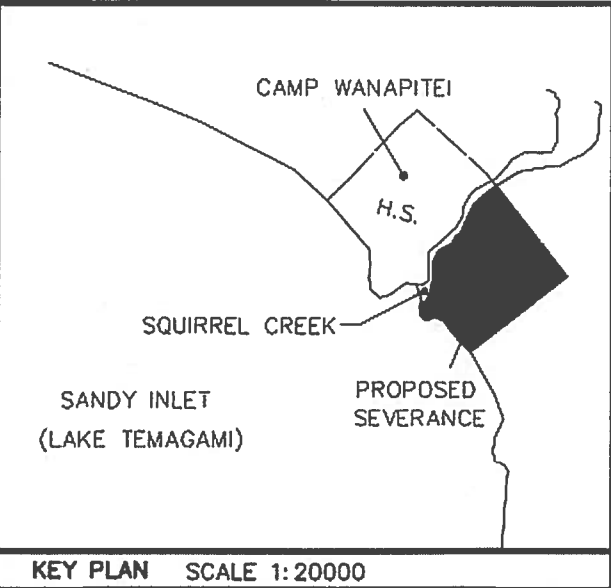 CAMP WANAPITEI
H.S.
SQUIRREL CREEK
SANDY INLET
(LAKE TEMAGAMI)
PROPOSED
SEVERANCE
KEY PLAN SCALE 1:20000